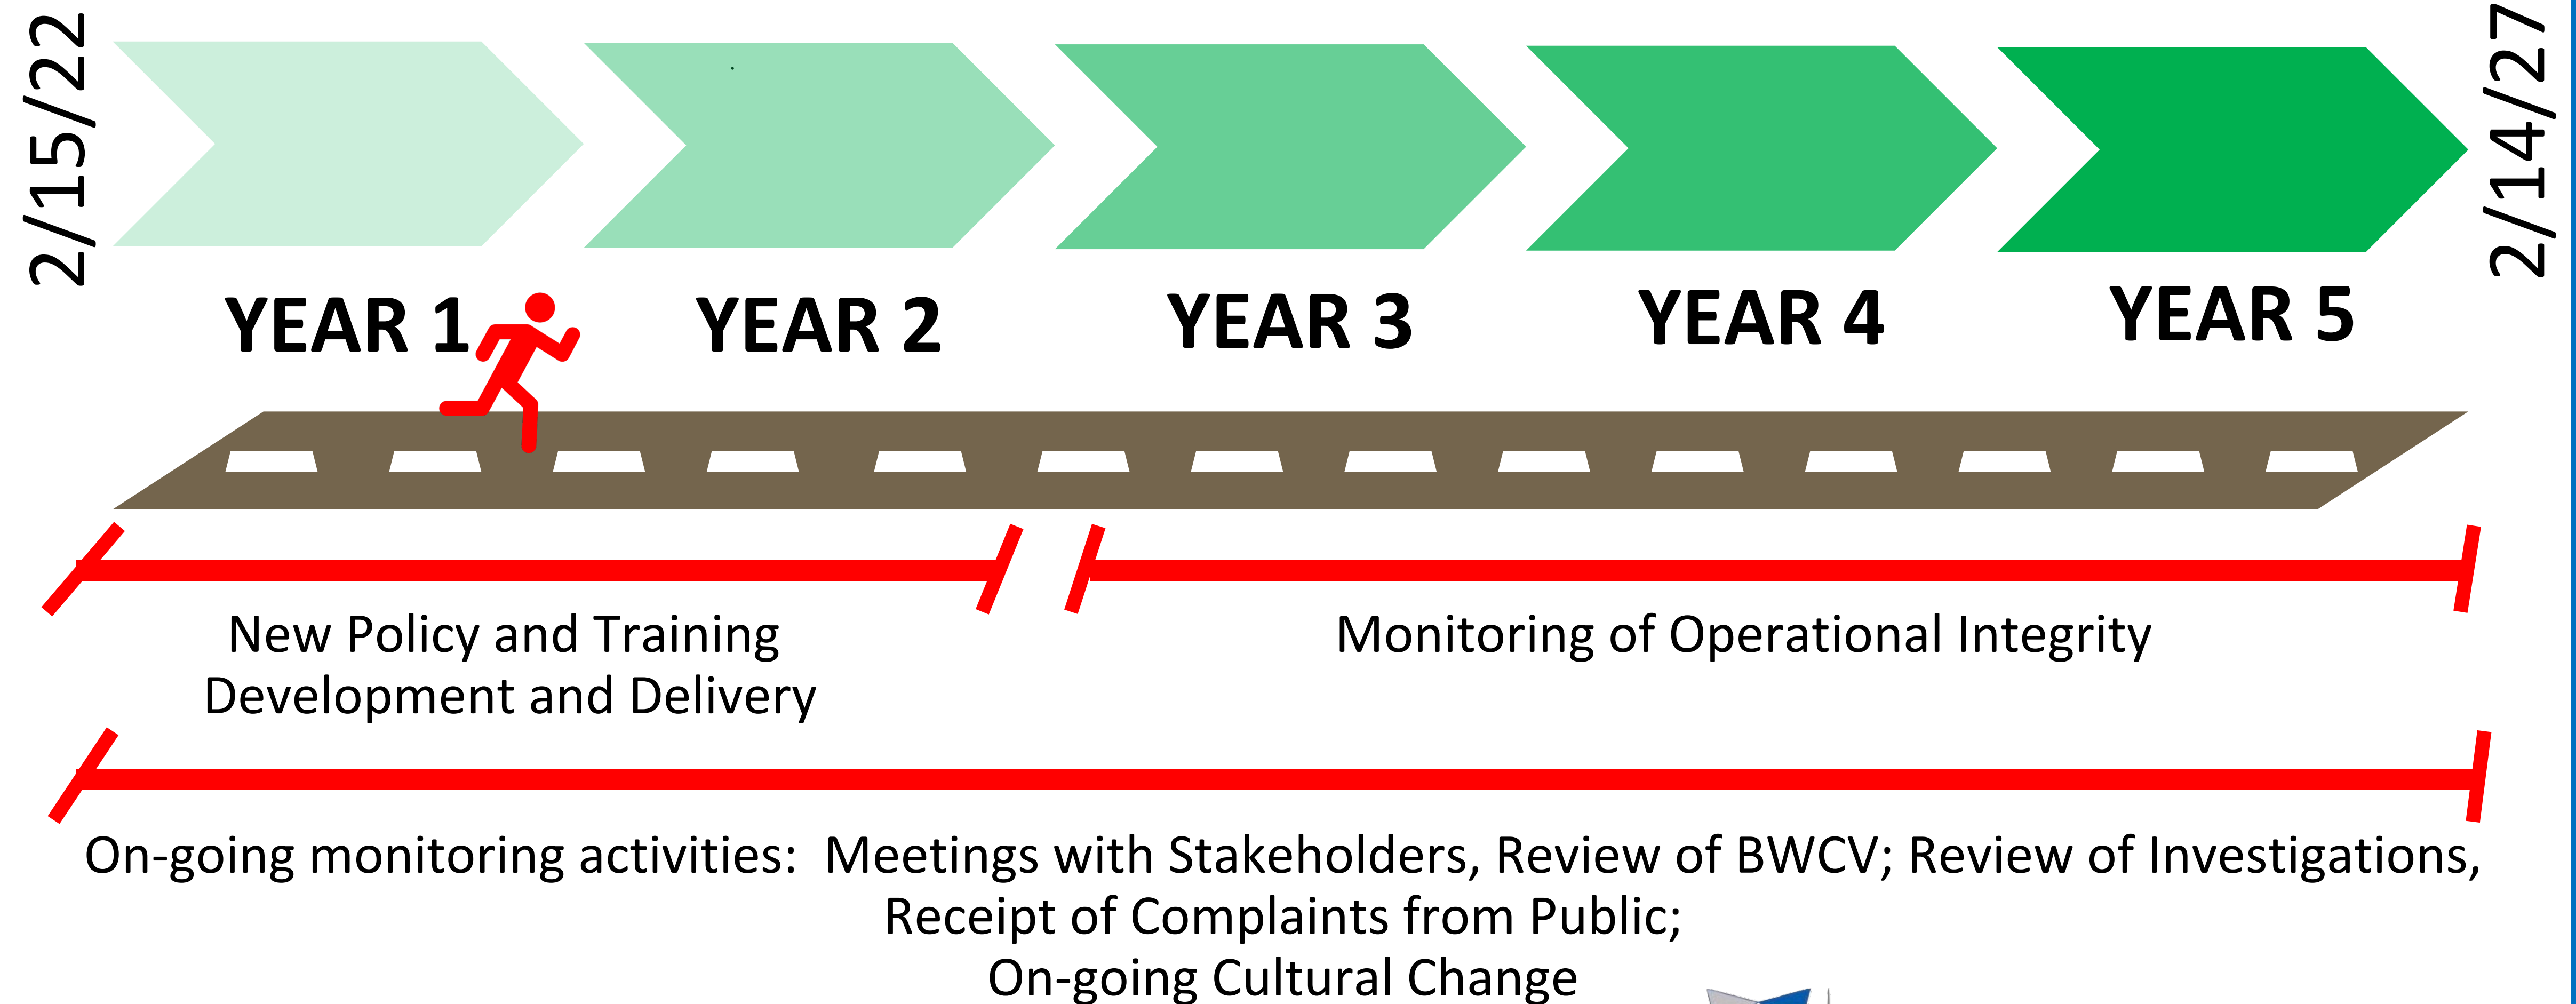 2/15/22
2/14/27
YEAR 1
YEAR 2
YEAR 3
YEAR 4
YEAR 5
New Policy and Training
Development and Delivery
Monitoring of Operational Integrity
On-going monitoring activities:  Meetings with Stakeholders, Review of BWCV; Review of Investigations,
Receipt of Complaints from Public;
On-going Cultural Change